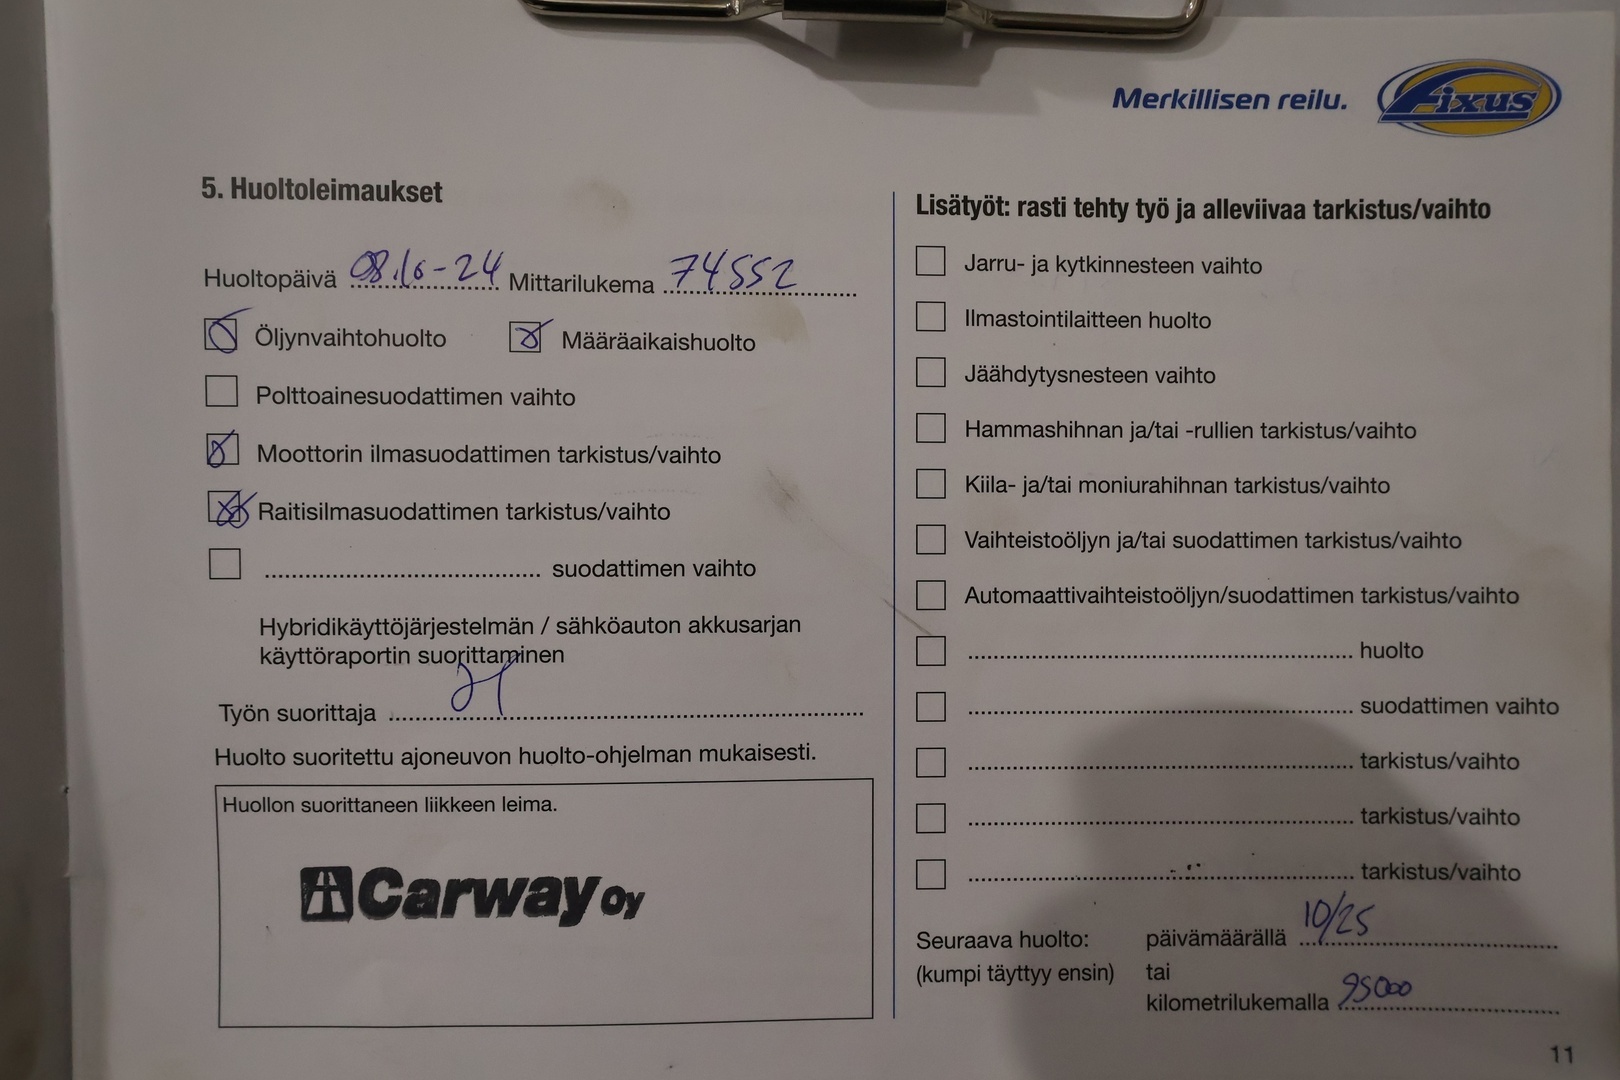 Merkillisen reilu. Fixus
5. Huoltoleimaukset
Huoltopäivä 08.10-24 Mittarilukema 74552
Öljynvaihtohuolto Määräaikaishuolto
Polttoainesuodattimen vaihto
Moottorin ilmasuodattimen tarkistus/vaihto
Raitisilmasuodattimen tarkistus/vaihto
........................................ suodattimen vaihto
Hybridikäyttöjärjestelmän / sähköauton akkusarjan
käyttöraportin suorittaminen
Työn suorittaja
Huolto suoritettu ajoneuvon huolto-ohjelman mukaisesti.
Huollon suorittaneen liikkeen leima.
Carway oy
Lisätyöt: rasti tehty työ ja alleviivaa tarkistus/vaihto
Jarru- ja kytkinnesteen vaihto
Ilmastointilaitteen huolto
Jäähdytysnesteen vaihto
Hammashihnan ja/tai -rullien tarkistus/vaihto
Kiila- ja/tai moniurahihnan tarkistus/vaihto
Vaihteistoöljyn ja/tai suodattimen tarkistus/vaihto
Automaattivaihteistoöljyn/suodattimen tarkistus/vaihto
........................................ huolto
........................................ suodattimen vaihto
........................................ tarkistus/vaihto
........................................ tarkistus/vaihto
........................................ tarkistus/vaihto
Seuraava huolto: päivämäärällä 10/25
(kumpi täyttyy ensin) tai
kilometrilukemalla 95000
11